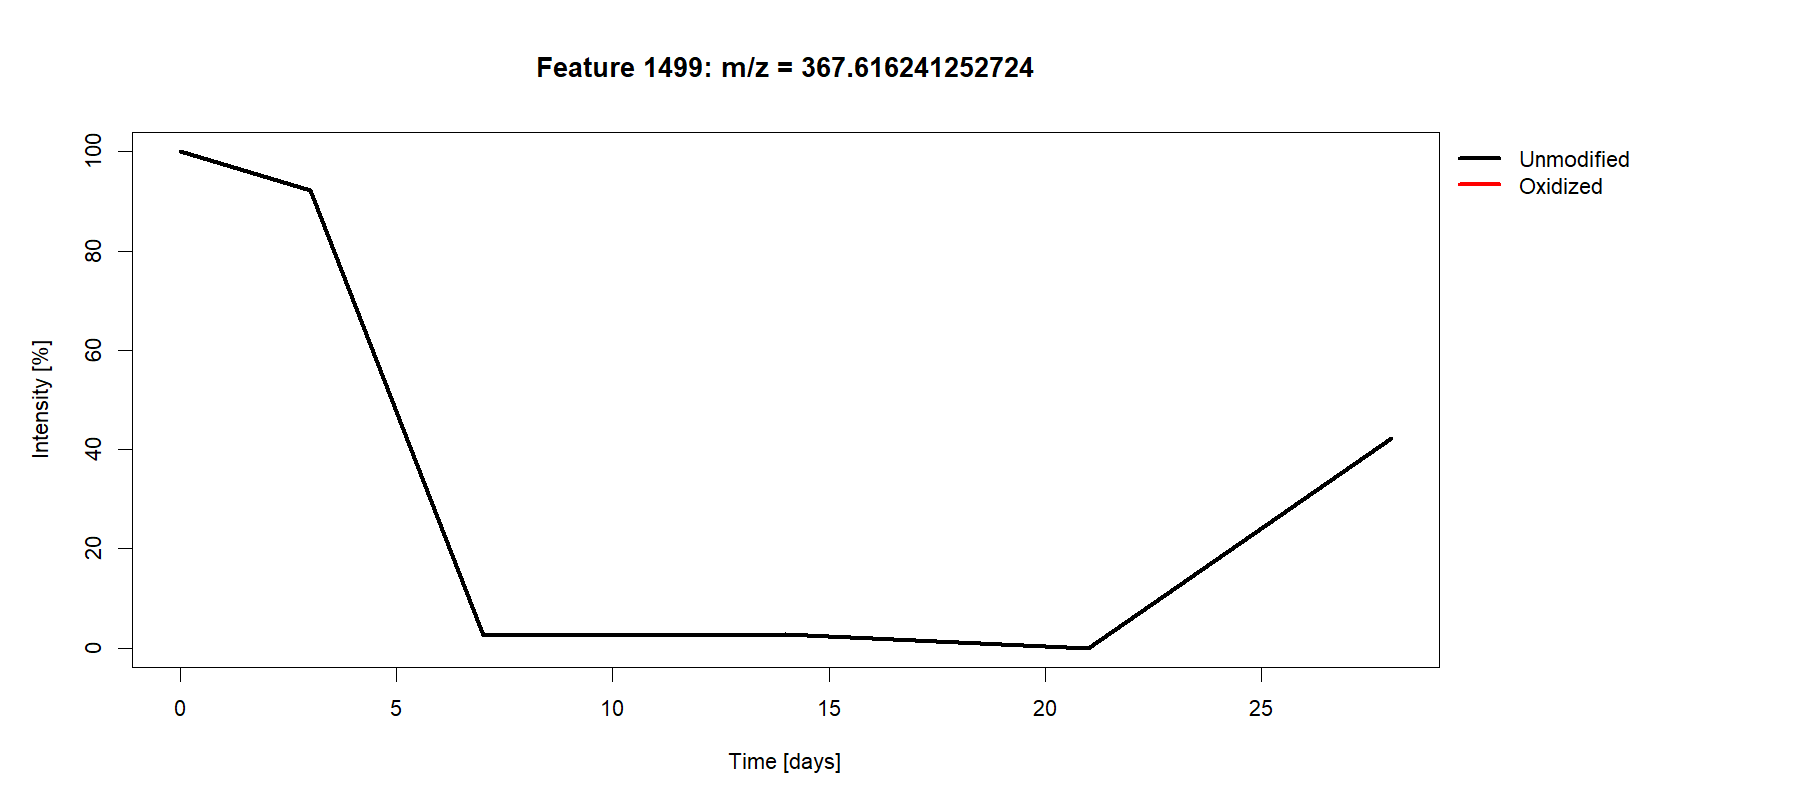 Feature 1499: m/z = 367.616241252724
Unmodified
Oxidized
100
80
60
40
20
0
Intensity [%]
0 5 10 15 20 25
Time [days]